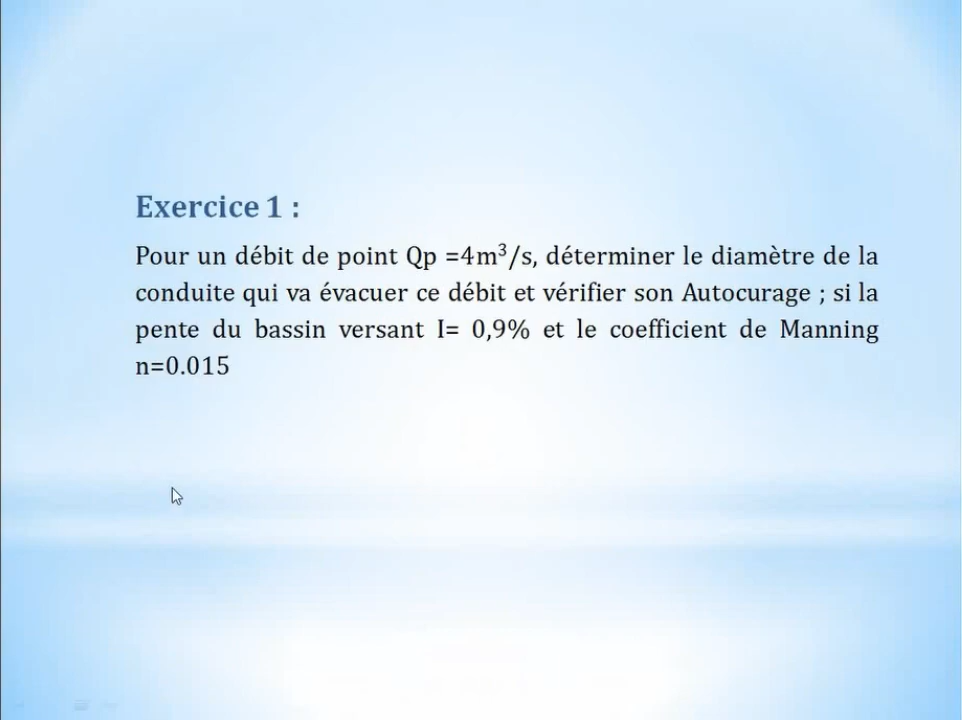 Exercice 1 :
Pour un débit de point Qp =4m³/s, déterminer le diamètre de la
conduite qui va évacuer ce débit et vérifier son Autocurage ; si la
pente du bassin versant I= 0,9% et le coefficient de Manning
n=0.015